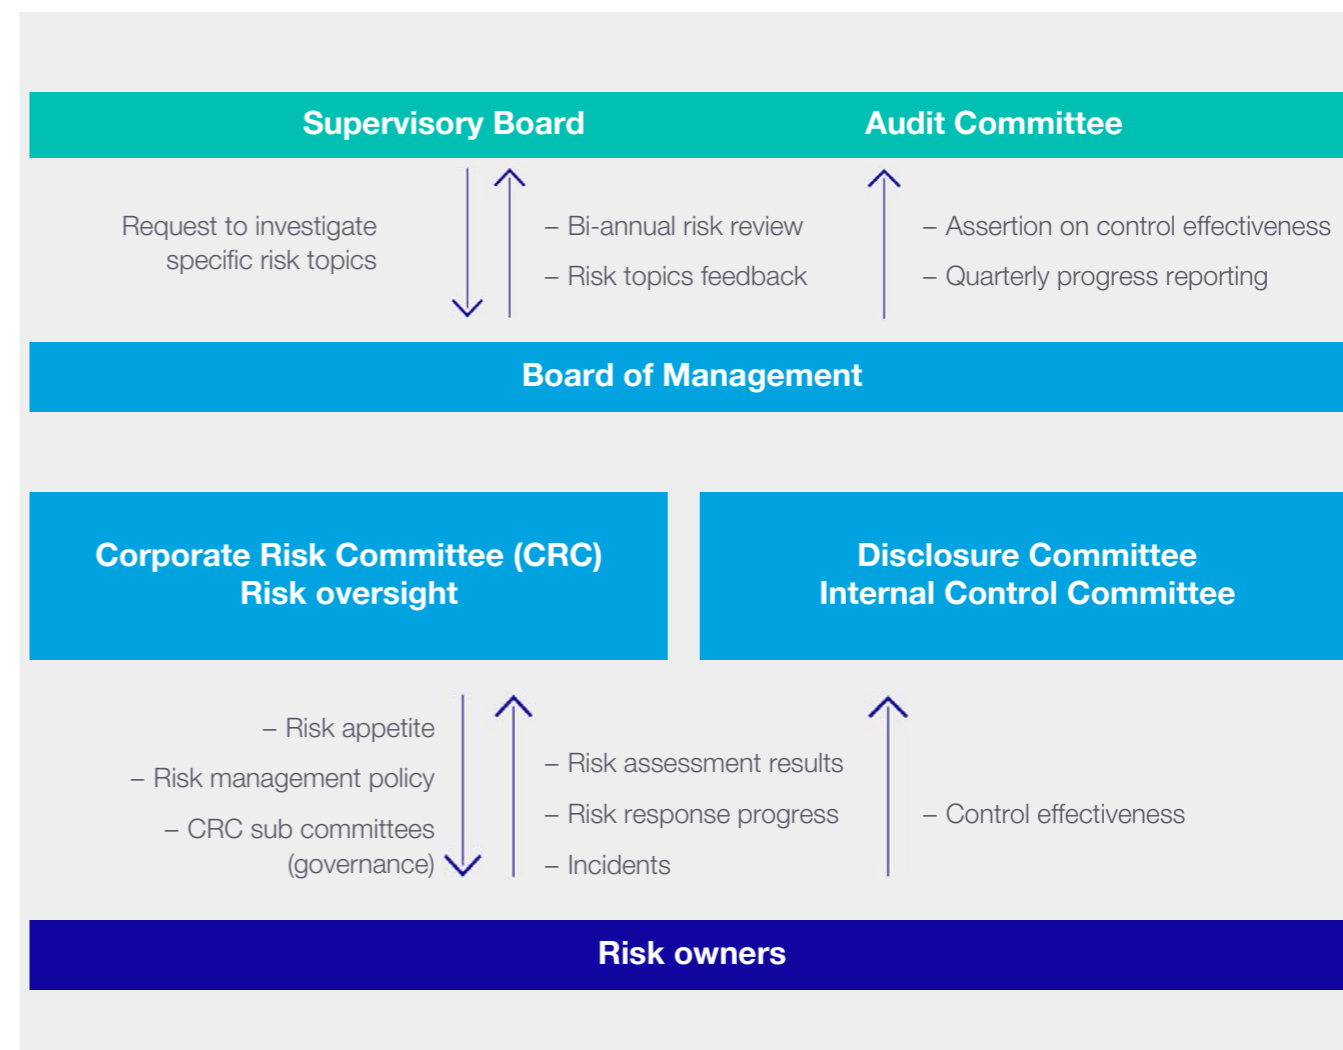 Supervisory Board
Audit Committee
Request to investigate
specific risk topics
– Bi-annual risk review
– Risk topics feedback
– Assertion on control effectiveness
– Quarterly progress reporting
Board of Management
Corporate Risk Committee (CRC)
Risk oversight
Disclosure Committee
Internal Control Committee
– Risk appetite
– Risk management policy
– CRC sub committees
(governance)
– Risk assessment results
– Risk response progress
– Incidents
– Control effectiveness
Risk owners